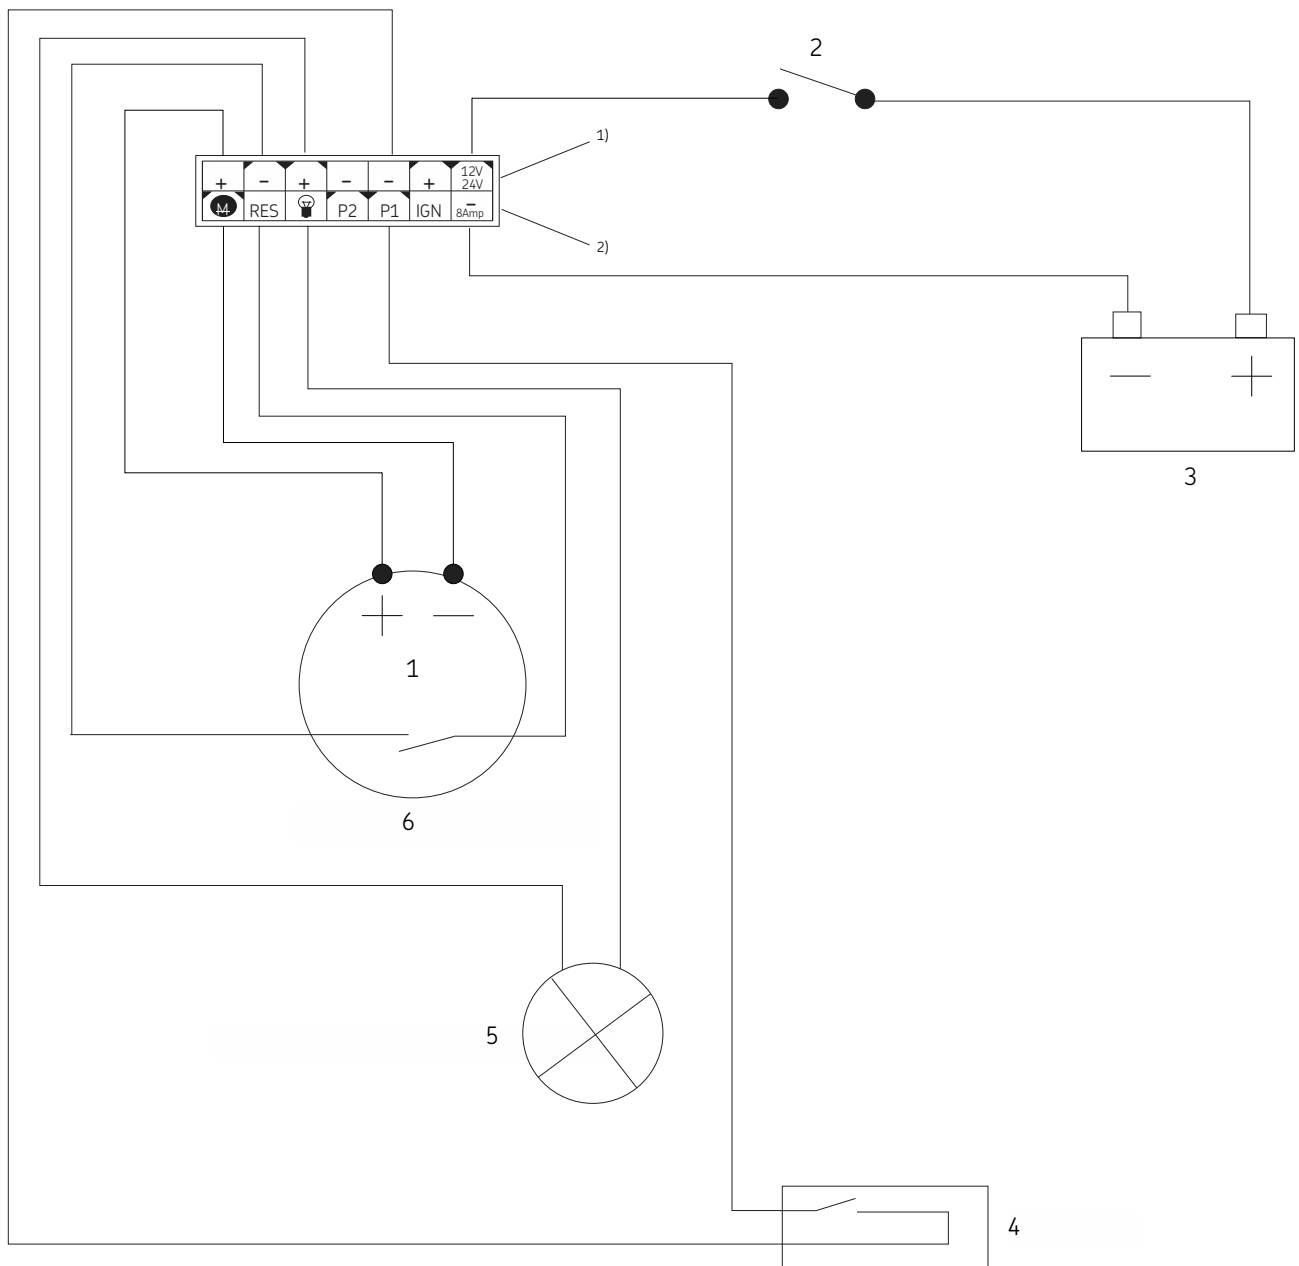 2
1)
+ − + − − + 12V
24V
M RES P2 P1 IGN −
8Amp
2)
− +
3
+ −
1
6
5
4